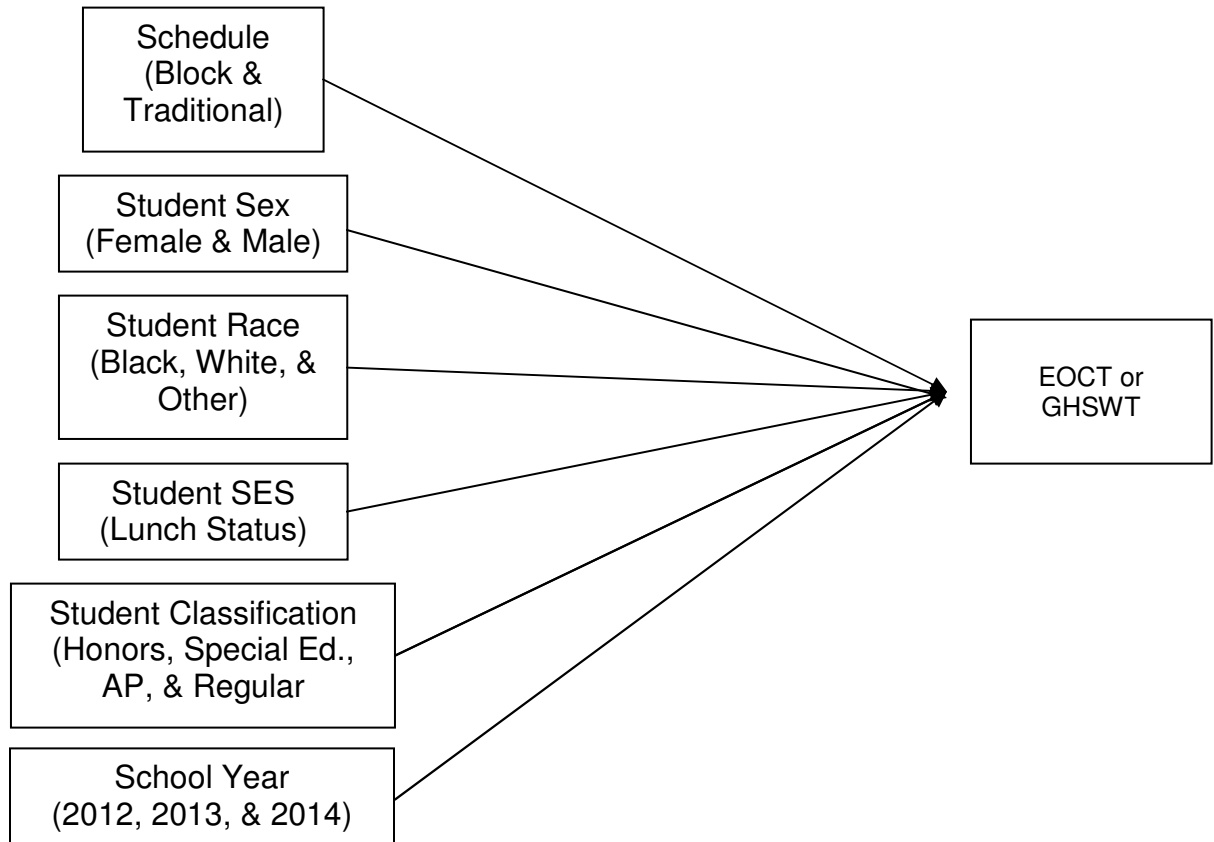 Schedule
(Block &
Traditional)
Student Sex
(Female & Male)
Student Race
(Black, White, &
Other)
EOCT or
GHSWT
Student SES
(Lunch Status)
Student Classification
(Honors, Special Ed.,
AP, & Regular
School Year
(2012, 2013, & 2014)